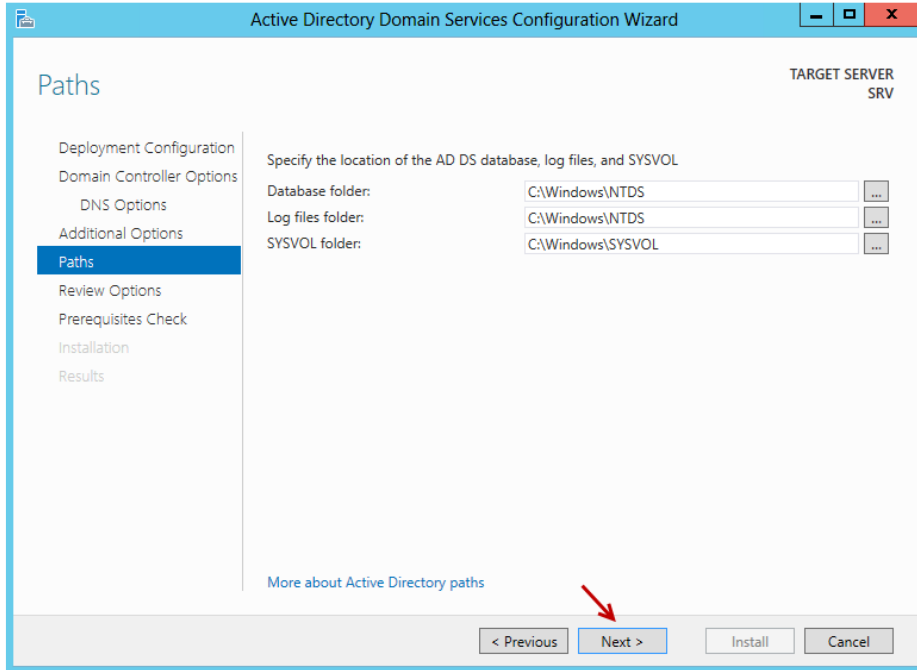 Active Directory Domain Services Configuration Wizard
Paths
TARGET SERVER
SRV
Deployment Configuration
Domain Controller Options
DNS Options
Additional Options
Paths
Review Options
Prerequisites Check
Installation
Results
Specify the location of the AD DS database, log files, and SYSVOL
Database folder: C:\Windows\NTDS ...
Log files folder: C:\Windows\NTDS ...
SYSVOL folder: C:\Windows\SYSVOL ...
More about Active Directory paths
< Previous Next > Install Cancel